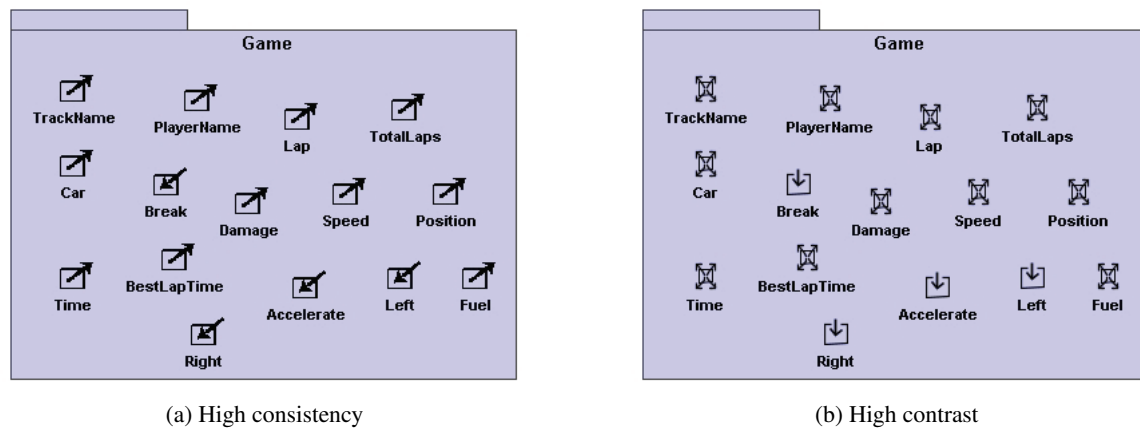 Game
TrackName
PlayerName
Lap
TotalLaps
Car
Break
Damage
Speed
Position
Time
BestLapTime
Accelerate
Left
Fuel
Right
(a) High consistency
Game
TrackName
PlayerName
Lap
TotalLaps
Car
Break
Damage
Speed
Position
Time
BestLapTime
Accelerate
Left
Fuel
Right
(b) High contrast